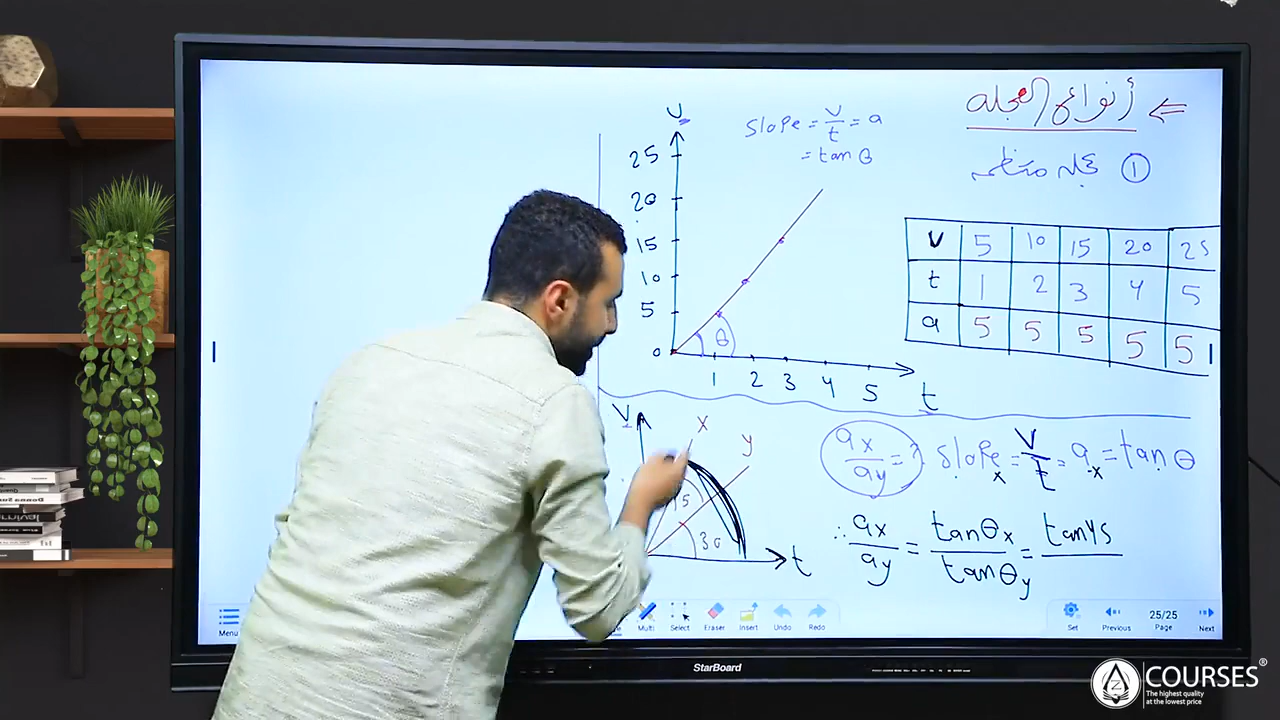 أنواع العجلة ⇐
① عجله منتظمه
V
25
20
15
10
5
0
1 2 3 4 5 t
Slope = V/t = a
= tan θ
θ
V 5 10 15 20 25
t 1 2 3 4 5
a 5 5 5 5 5
V
x
y
15
30
t
ax/ay = ? Slope x = V/t = ax = tan θ
∴ ax/ay = tanθx/tanθy = tan45
Menu
Multi
Select
Eraser
Insert
Undo
Redo
Set
Previous
25/25
Page
Next
StarBoard
COURSES®
The highest quality
at the lowest price